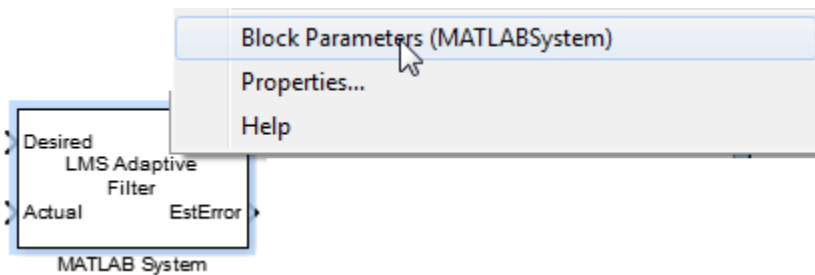 Block Parameters (MATLABSystem)
Properties...
Help
Desired
LMS Adaptive
Filter
Actual EstError
MATLAB System